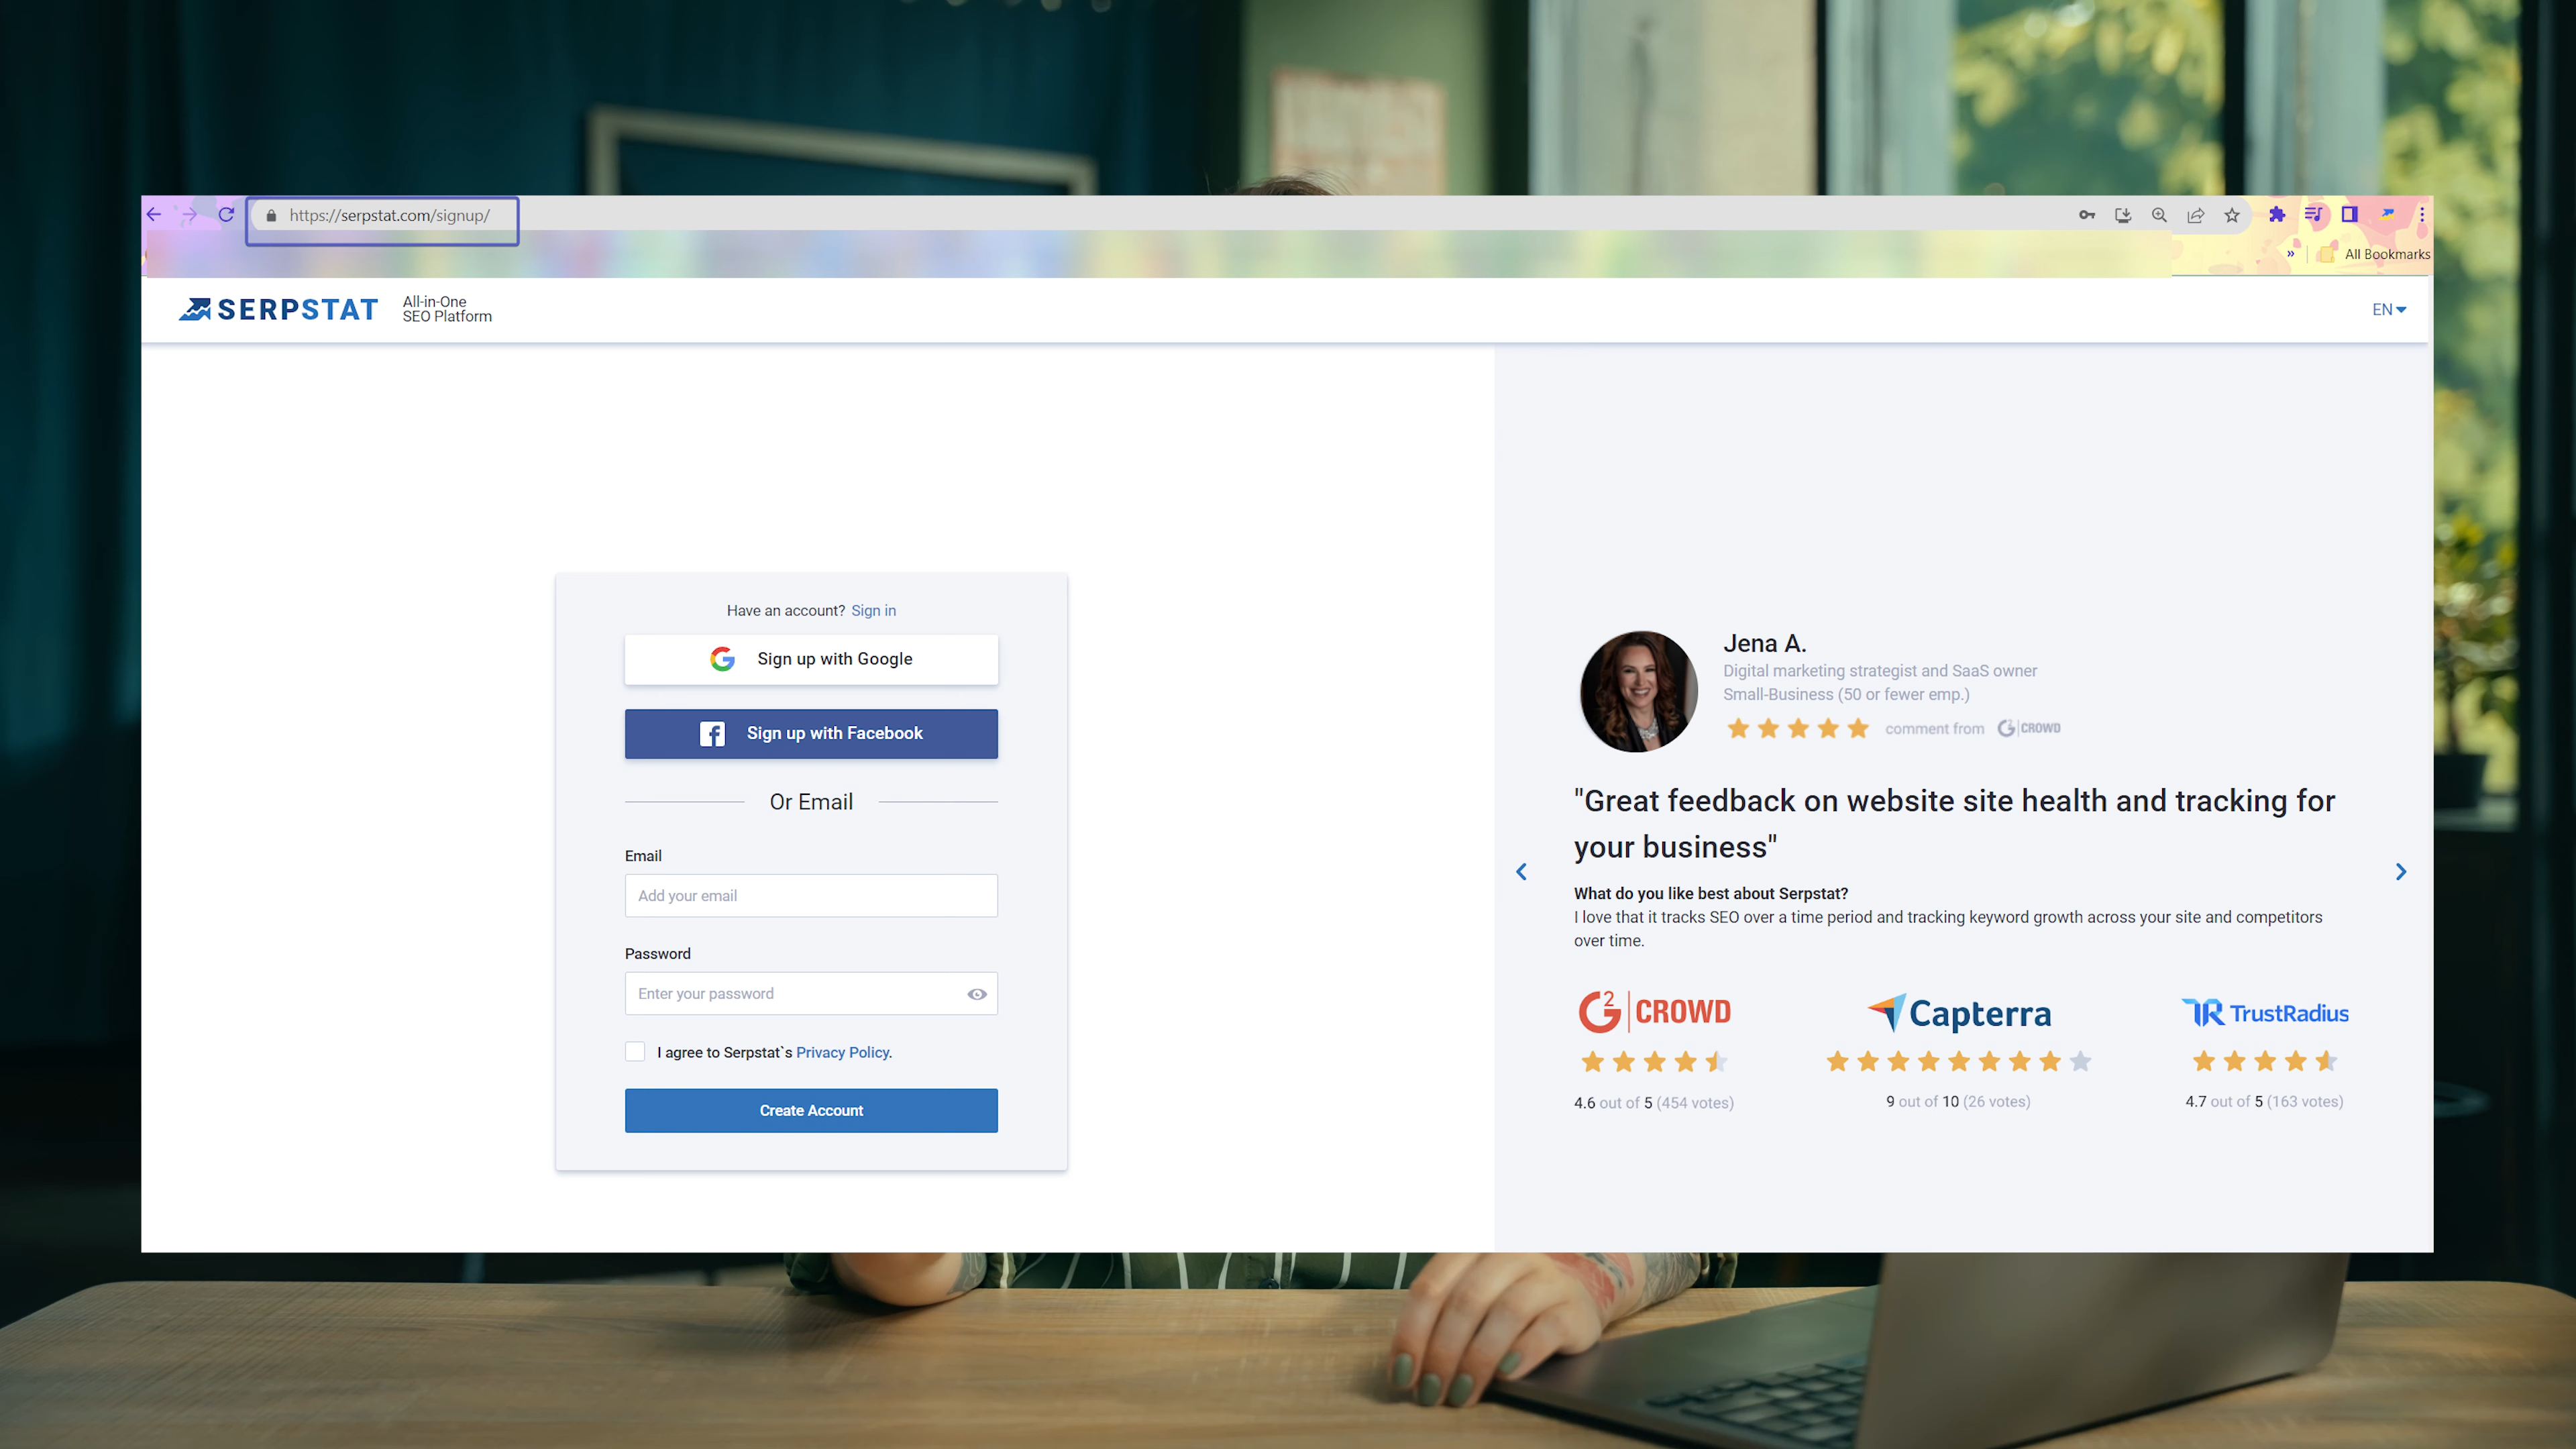 https://serpstat.com/signup/
» All Bookmarks
SERPSTAT
All-in-One
SEO Platform
EN
Have an account? Sign in
Sign up with Google
Sign up with Facebook
Or Email
Email
Add your email
Password
Enter your password
I agree to Serpstat`s Privacy Policy.
Create Account
Jena A.
Digital marketing strategist and SaaS owner
Small-Business (50 or fewer emp.)
comment from G2 | CROWD
"Great feedback on website site health and tracking for
your business"
What do you like best about Serpstat?
I love that it tracks SEO over a time period and tracking keyword growth across your site and competitors
over time.
G2 | CROWD
Capterra
TR TrustRadius
4.6 out of 5 (454 votes)
9 out of 10 (26 votes)
4.7 out of 5 (163 votes)